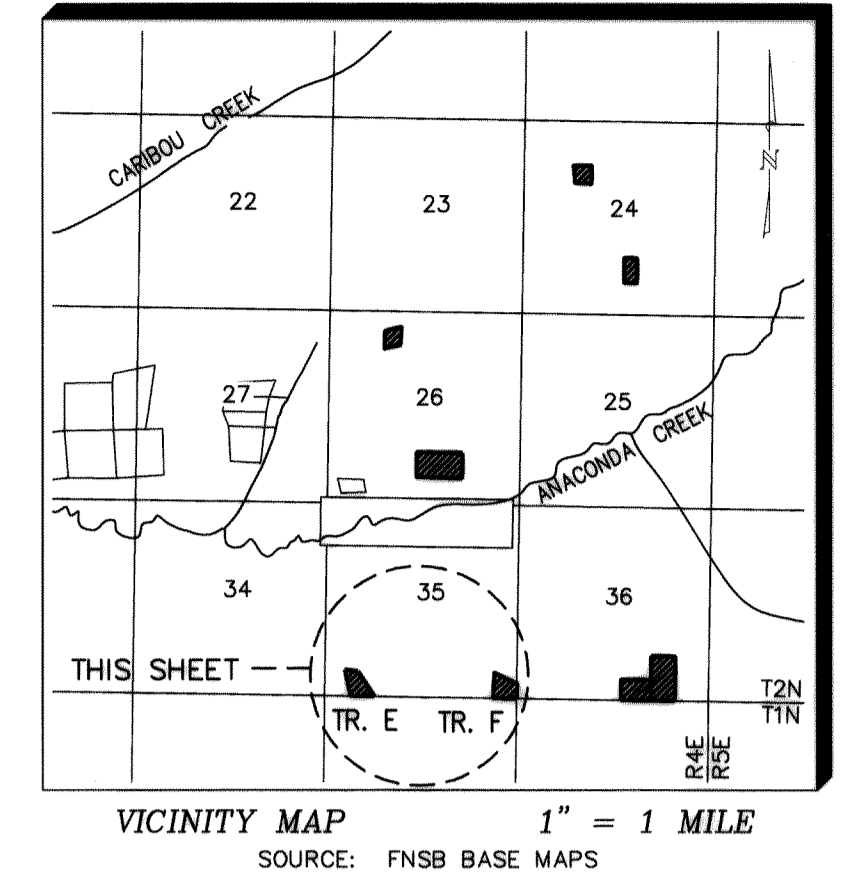 CARIBOU CREEK
22
23
24
N
27
26
25
ANACONDA CREEK
34
35
36
THIS SHEET
TR. E
TR. F
T2N
T1N
R4E
R5E
VICINITY MAP
1" = 1 MILE
SOURCE: FNSB BASE MAPS